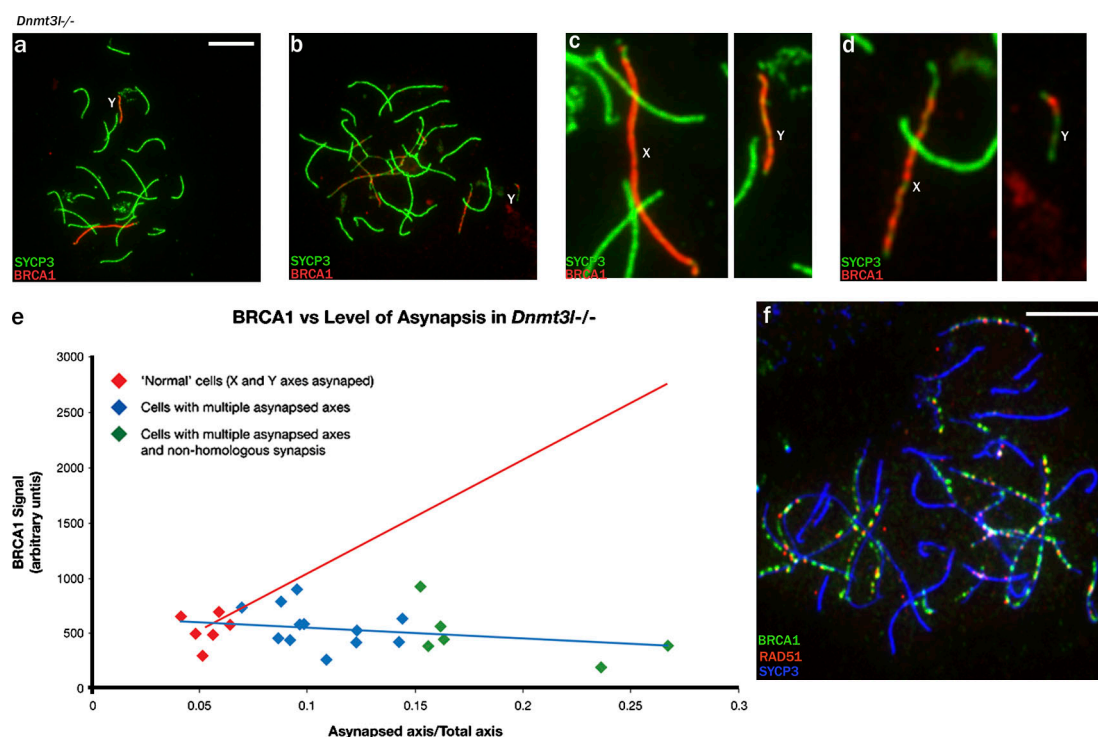 Dnmt3l-/-
a
Y
SYCP3
BRCA1
b
Y
SYCP3
BRCA1
c
X
Y
SYCP3
BRCA1
d
X
Y
SYCP3
BRCA1
e
BRCA1 vs Level of Asynapsis in Dnmt3l-/-
3000
2500
2000
1500
1000
500
0
BRCA1 Signal
(arbitrary untis)
'Normal' cells (X and Y axes asynaped)
Cells with multiple asynapsed axes
Cells with multiple asynapsed axes
and non-homologous synapsis
0
0.05
0.1
0.15
0.2
0.25
0.3
Asynapsed axis/Total axis
f
BRCA1
RAD51
SYCP3